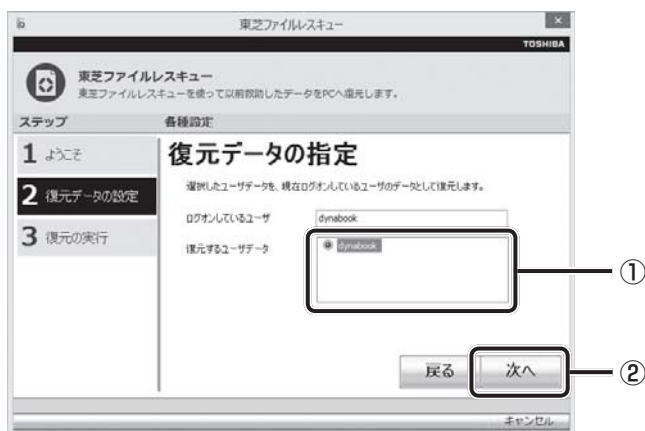 東芝ファイルレスキュー
TOSHIBA
東芝ファイルレスキュー
東芝ファイルレスキューを使って以前救助したデータをPCへ復元します。
ステップ
各種設定
1 ようこそ
2 復元データの設定
3 復元の実行
復元データの指定
選択したユーザデータを、現在ログオンしているユーザのデータとして復元します。
ログオンしているユーザ
dynabook
復元するユーザデータ
dynabook
①
戻る
次へ
②
キャンセル